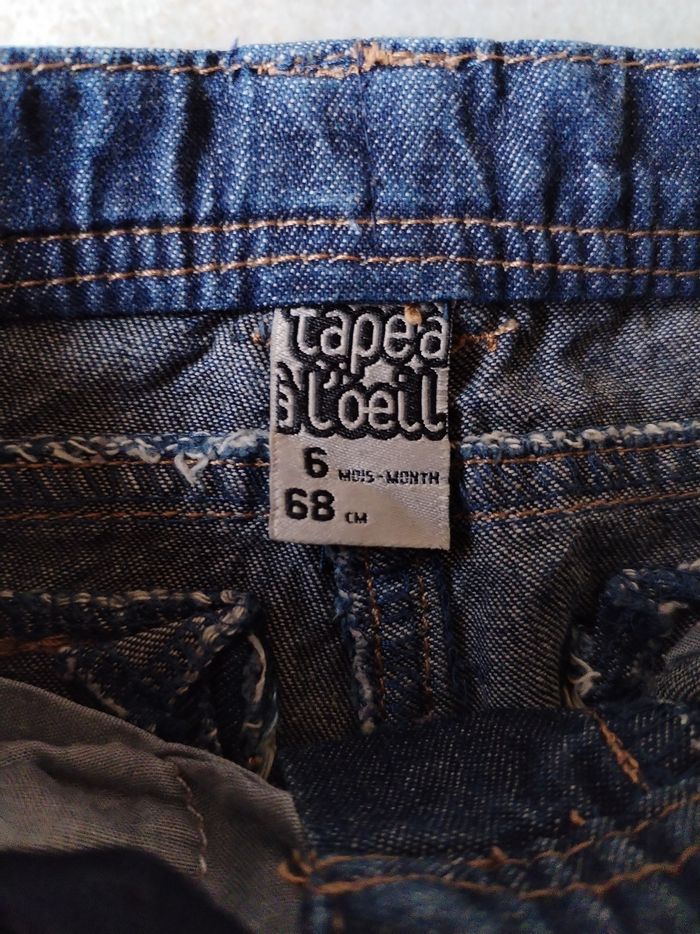 tape à
l'oeil
6 MOIS-MONTH
68 CM